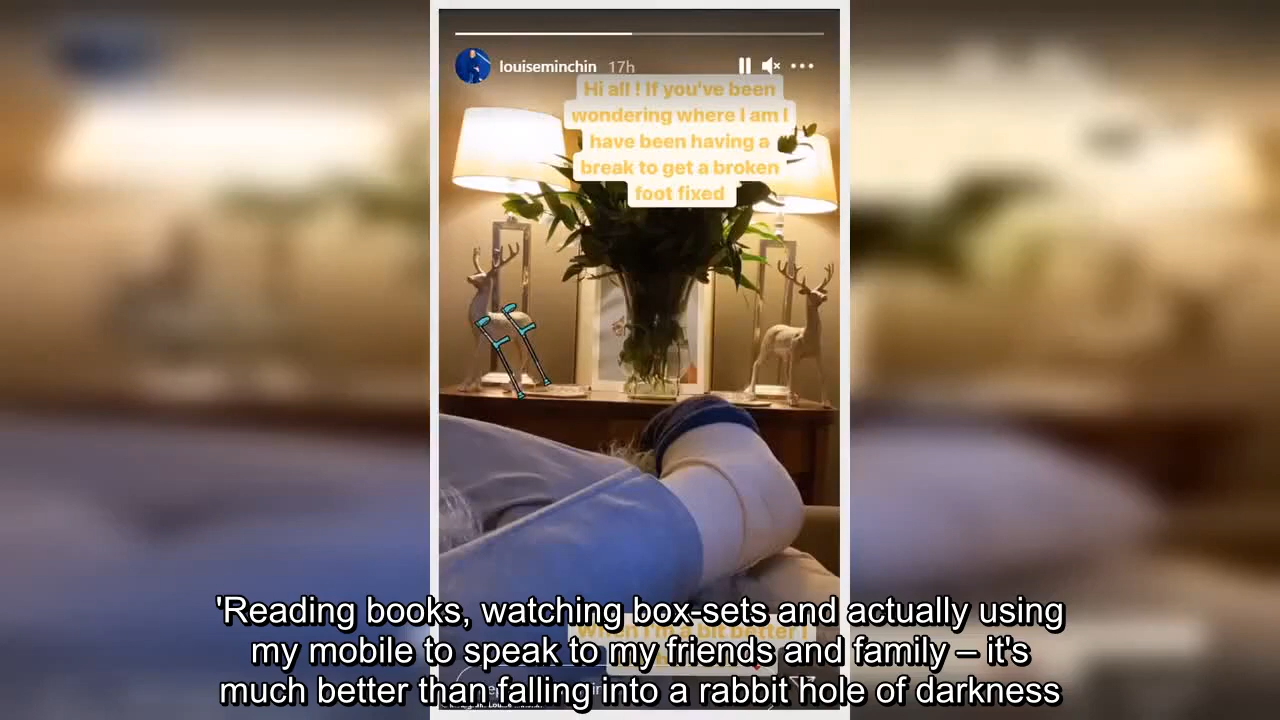 louiseminchin 17h
Hi all ! If you've been
wondering where I am I
have been having a
break to get a broken
foot fixed
'Reading books, watching box-sets and actually using
my mobile to speak to my friends and family – it's
much better than falling into a rabbit hole of darkness